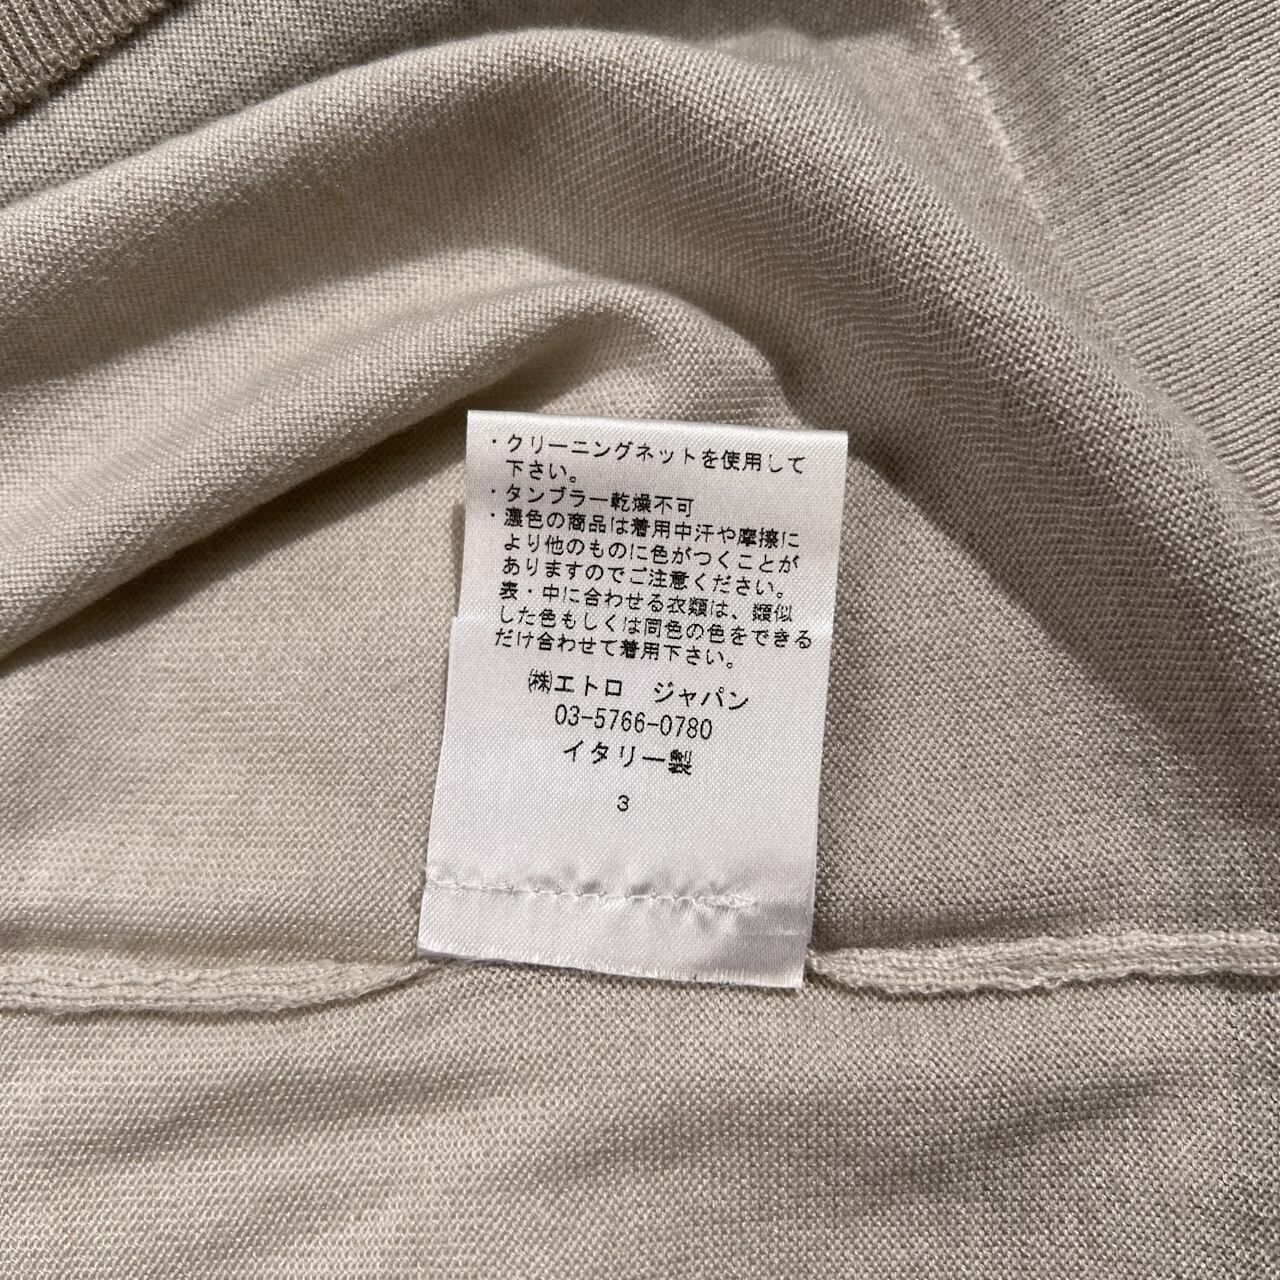 ・クリーニングネットを使用して
下さい。
・タンブラー乾燥不可
・濃色の商品は着用中汗や摩擦に
より他のものに色がつくことが
ありますのでご注意ください。
表・中に合わせる衣類は、類似
した色もしくは同色の色をできる
だけ合わせて着用下さい。
㈱エトロ ジャパン
03-5766-0780
イタリー製
3